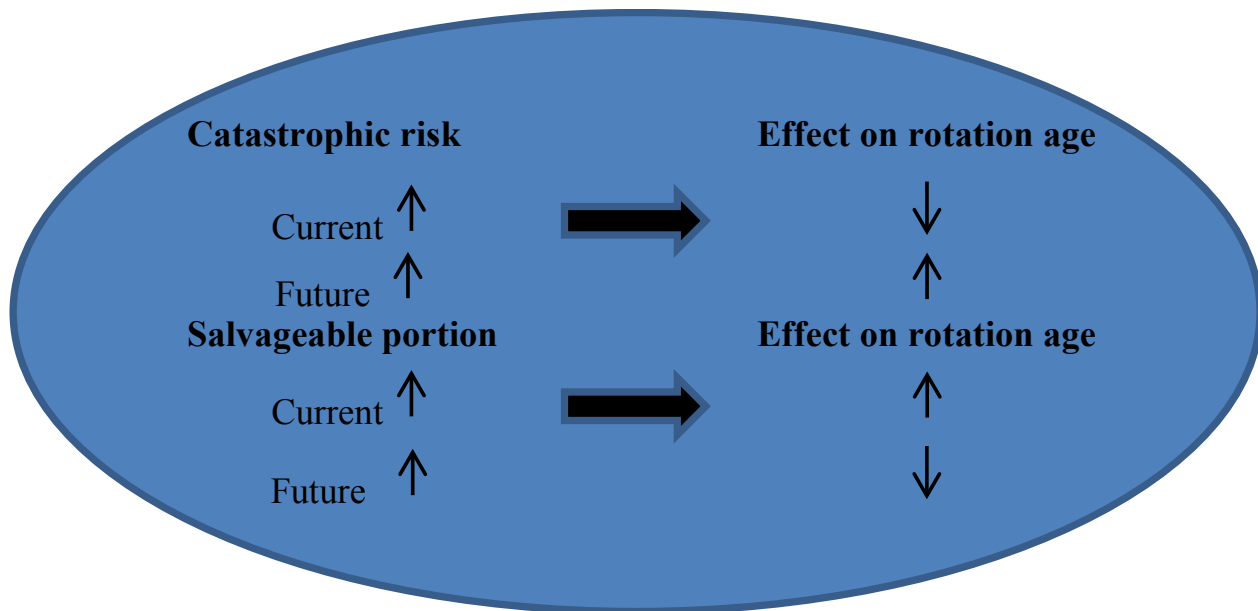 Catastrophic risk Effect on rotation age
Current ↑ ↓
Future ↑ ↑
Salvageable portion Effect on rotation age
Current ↑ ↑
Future ↑ ↓